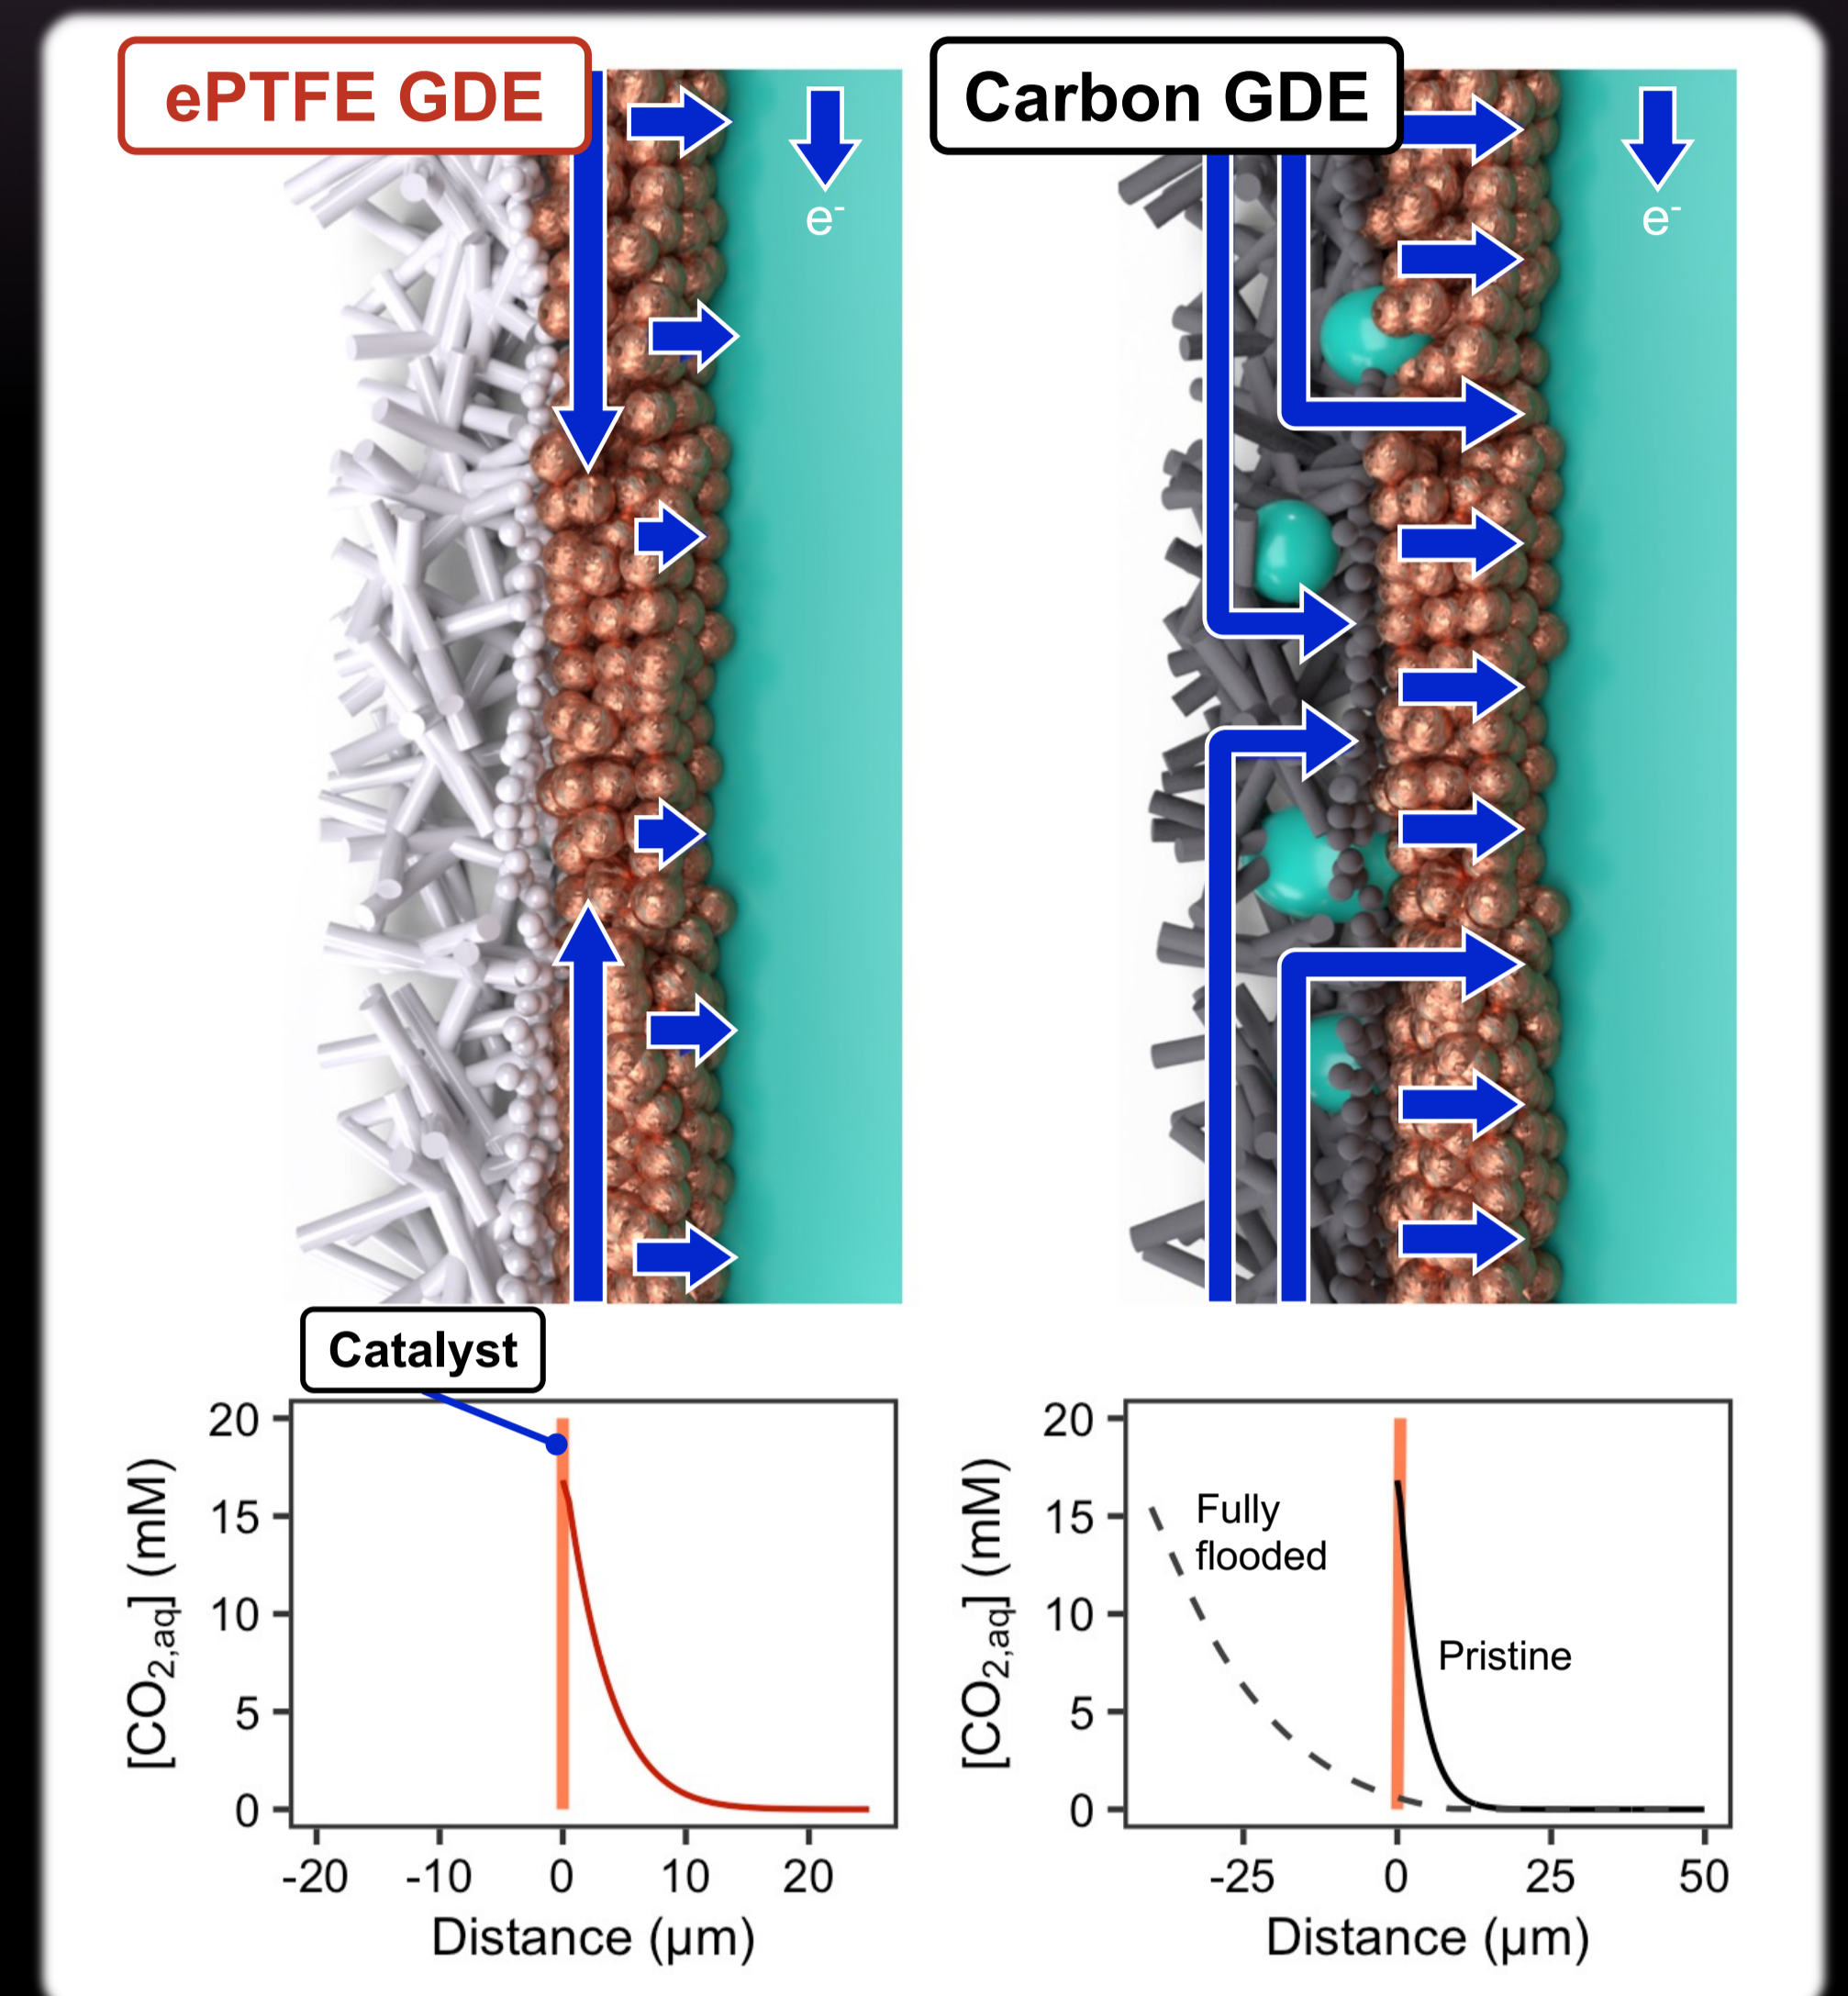 ePTFE GDE
Carbon GDE
e⁻
e⁻
Catalyst
20
15
10
5
0
[CO₂,aq] (mM)
-20 -10 0 10 20
Distance (μm)
20
15
10
5
0
[CO₂,aq] (mM)
Fully
flooded
Pristine
-25 0 25 50
Distance (μm)